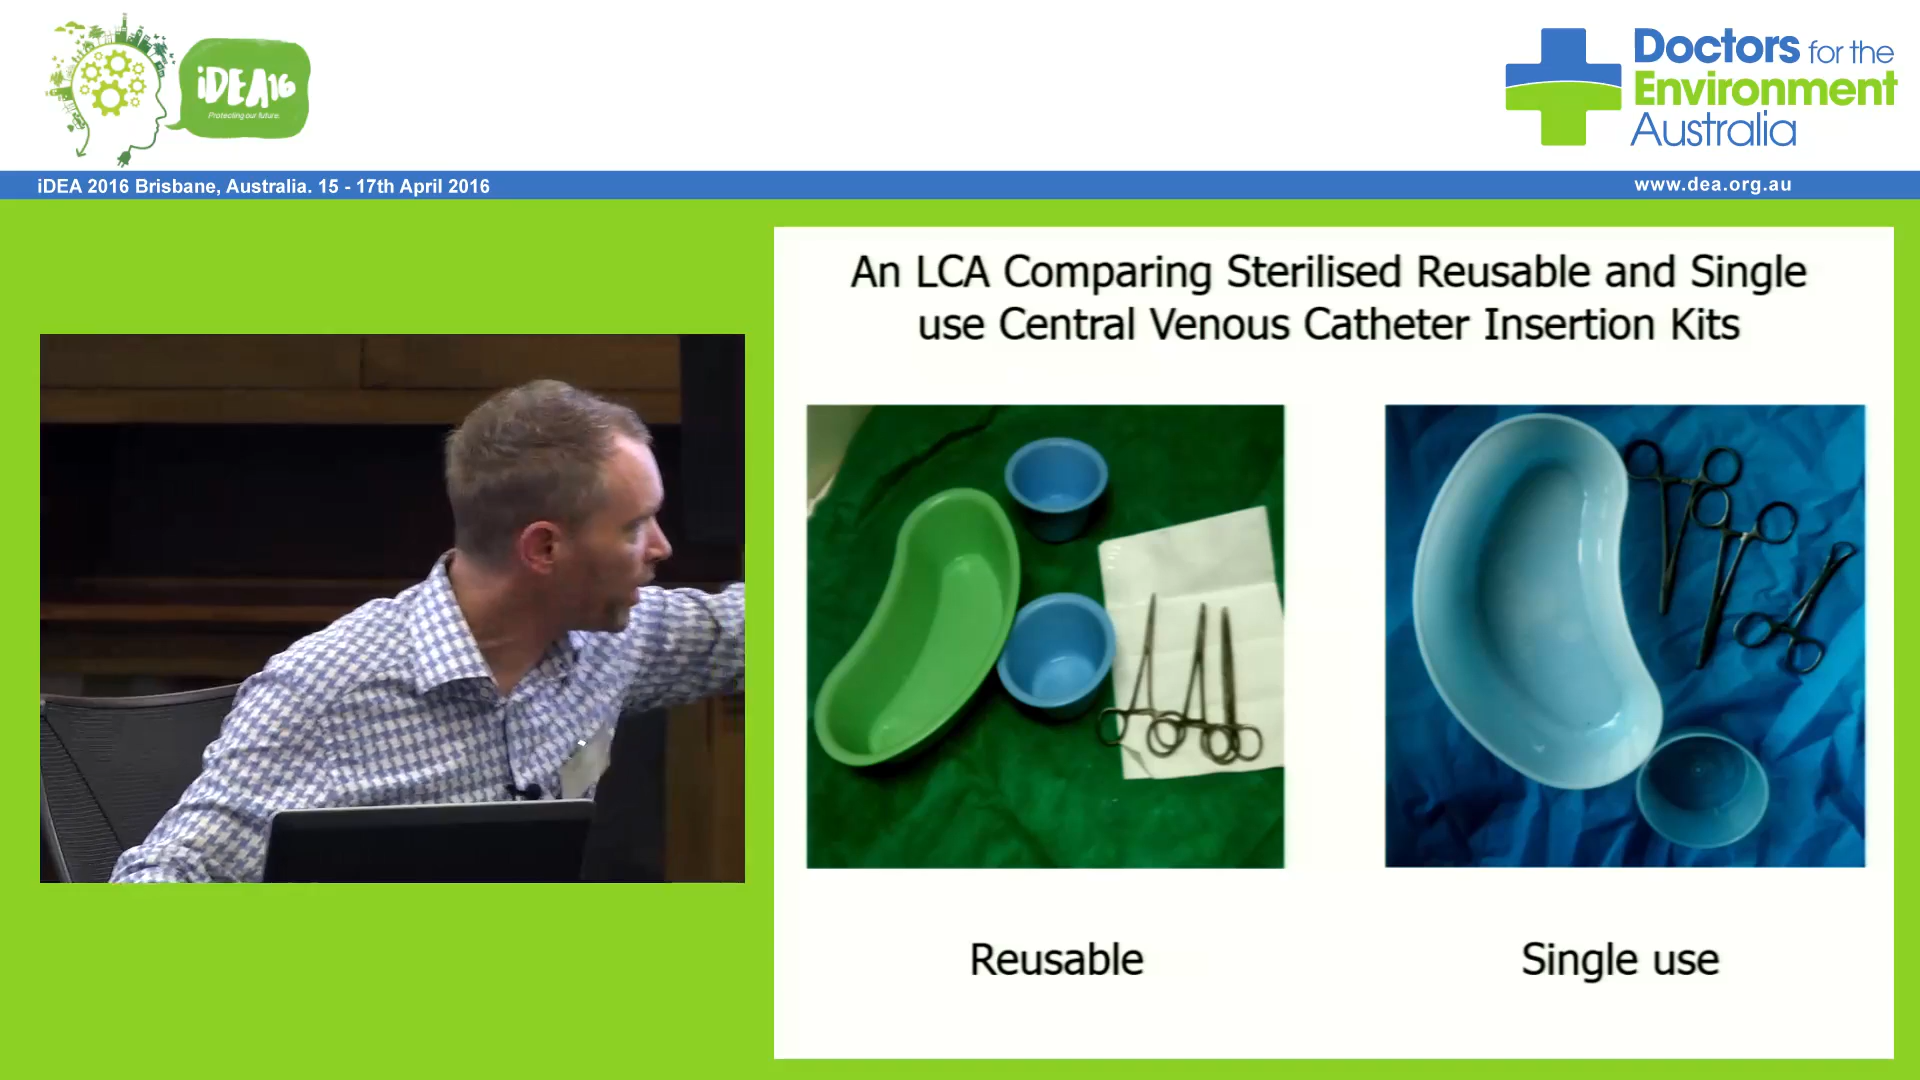 iDEA16
Protecting our future.
Doctors for the
Environment
Australia
iDEA 2016 Brisbane, Australia. 15 - 17th April 2016
www.dea.org.au
An LCA Comparing Sterilised Reusable and Single
use Central Venous Catheter Insertion Kits
Reusable
Single use